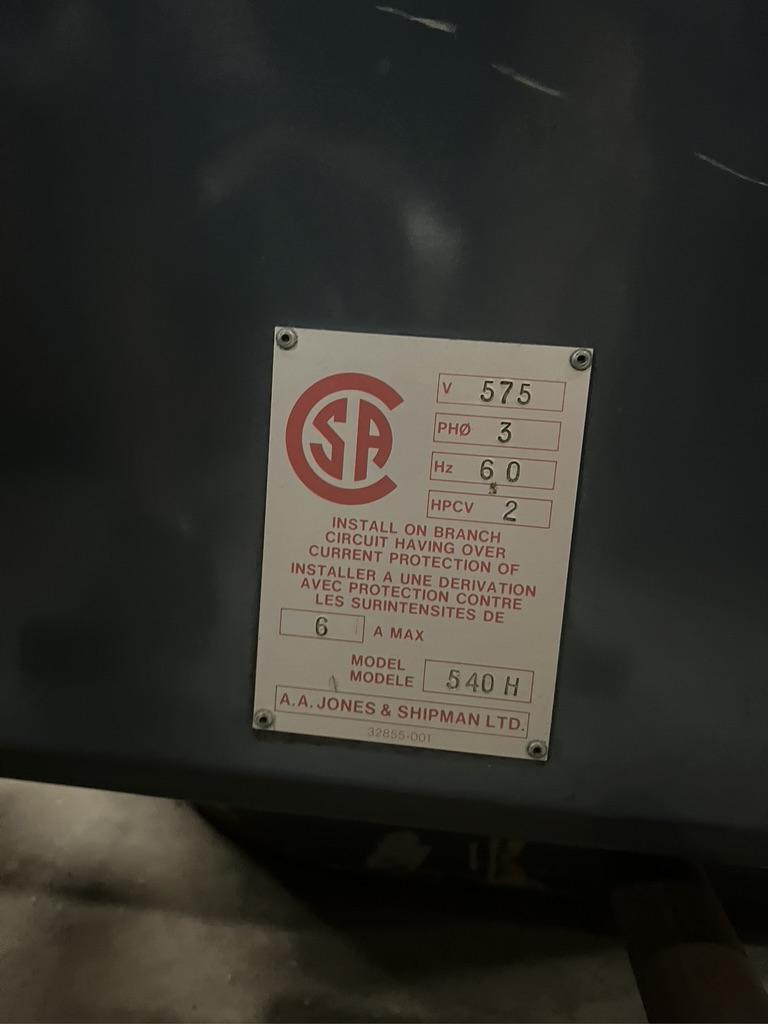 CSA
V 575
PHØ 3
Hz 60
HPCV 2
INSTALL ON BRANCH
CIRCUIT HAVING OVER
CURRENT PROTECTION OF
INSTALLER A UNE DERIVATION
AVEC PROTECTION CONTRE
LES SURINTENSITES DE
6 A MAX
MODEL
MODELE 540 H
A.A. JONES & SHIPMAN LTD.
32855-001